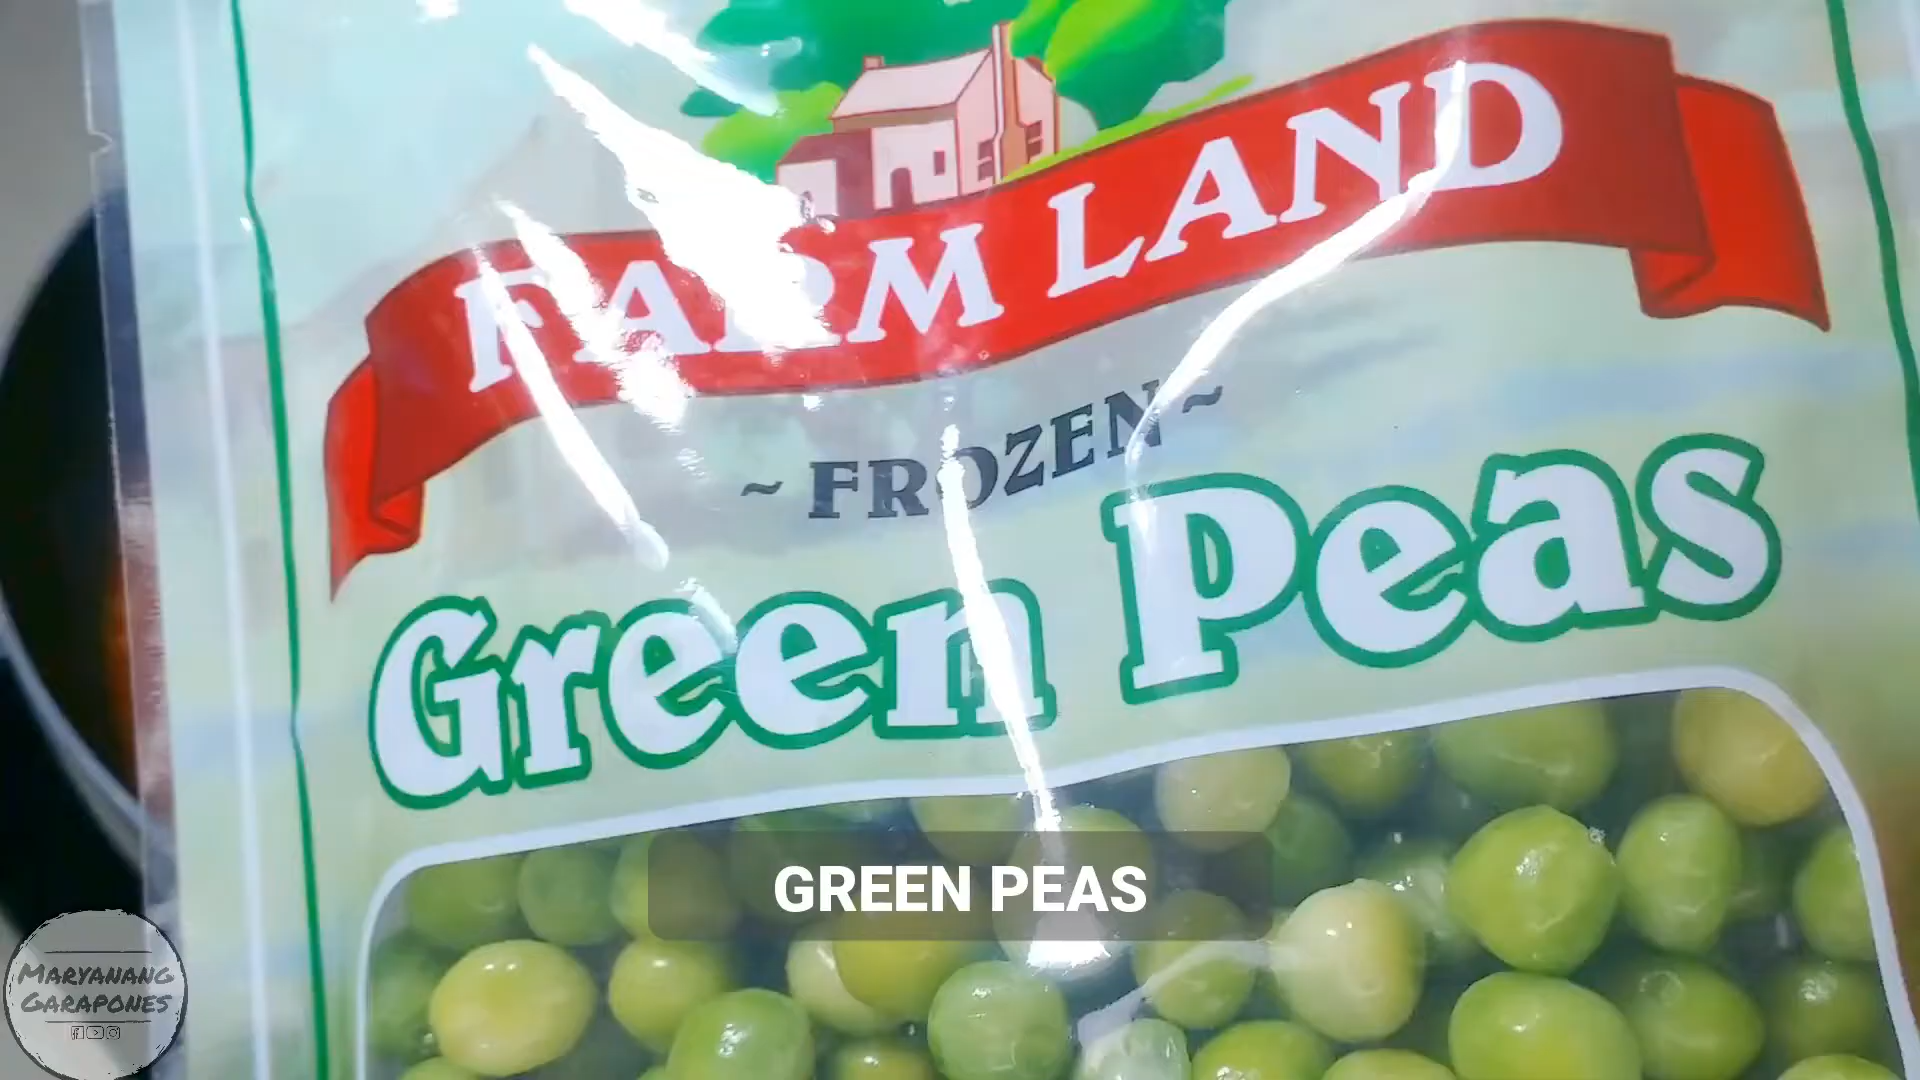 FARM LAND
~ FROZEN ~
Green Peas
GREEN PEAS
MARYANANG
GARAPONES